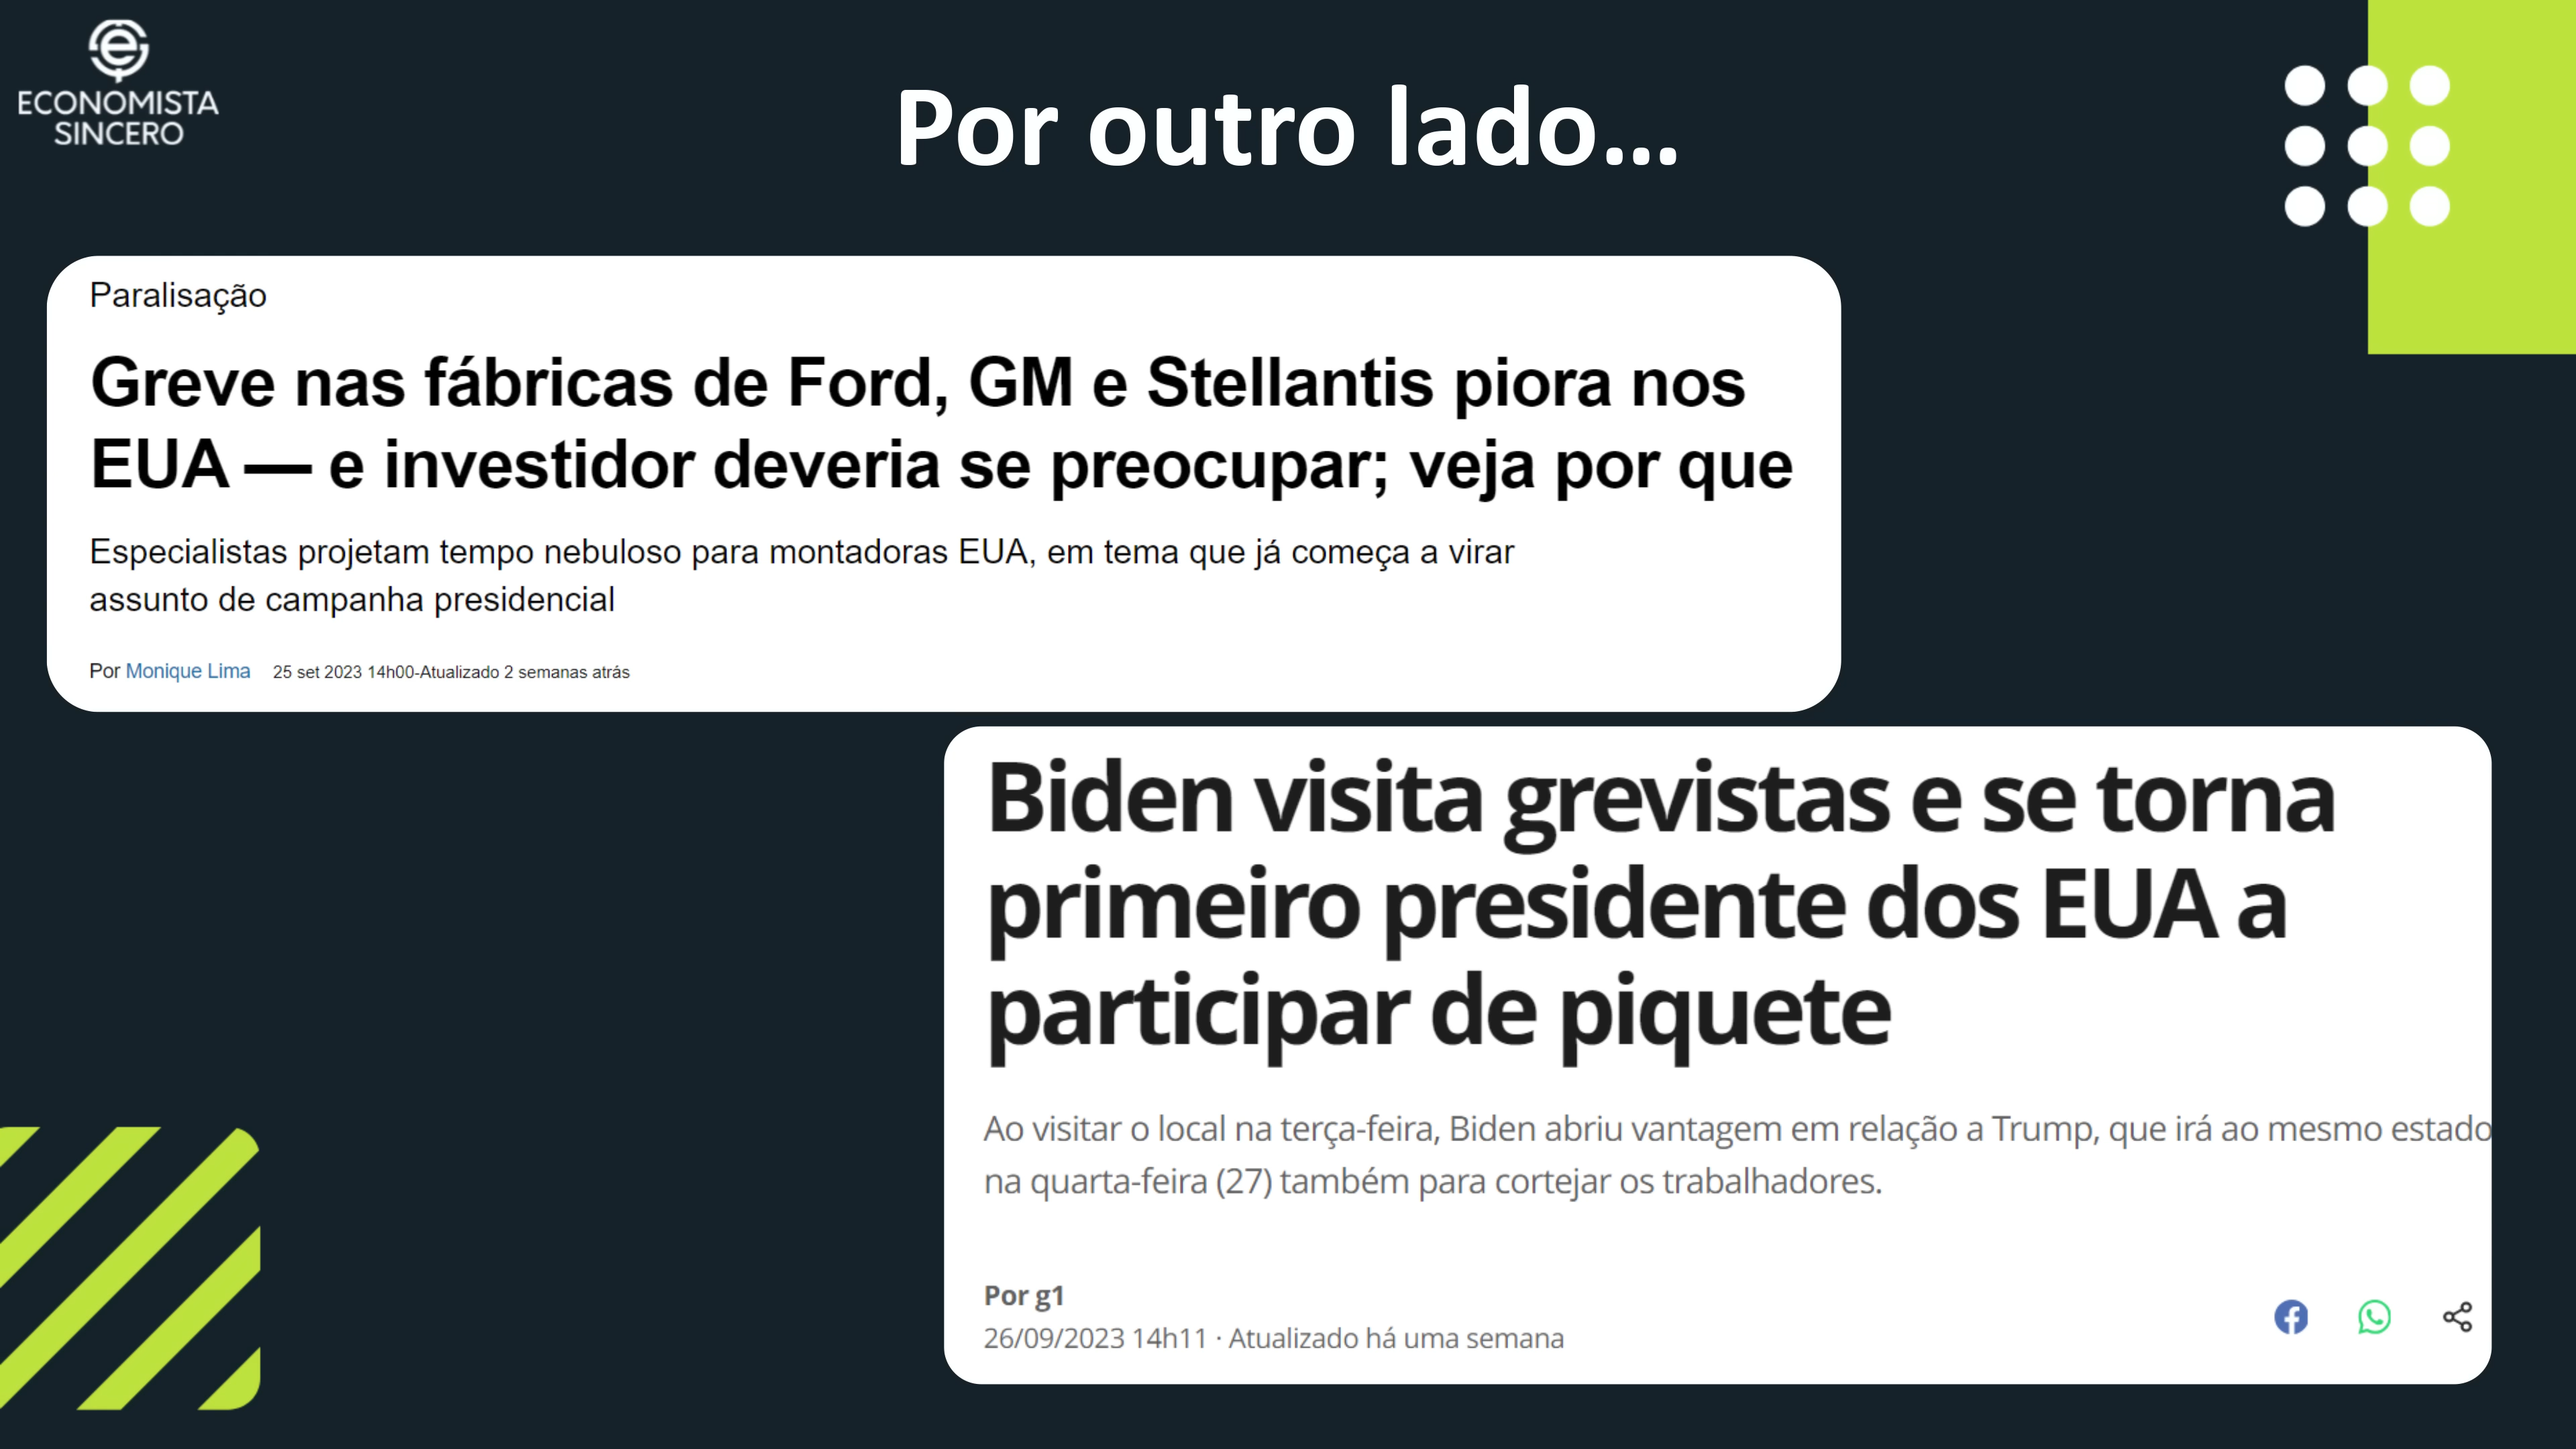 ECONOMISTA
SINCERO
Por outro lado...
Paralisação
Greve nas fábricas de Ford, GM e Stellantis piora nos
EUA — e investidor deveria se preocupar; veja por que
Especialistas projetam tempo nebuloso para montadoras EUA, em tema que já começa a virar
assunto de campanha presidencial
Por Monique Lima 25 set 2023 14h00-Atualizado 2 semanas atrás
Biden visita grevistas e se torna
primeiro presidente dos EUA a
participar de piquete
Ao visitar o local na terça-feira, Biden abriu vantagem em relação a Trump, que irá ao mesmo estado
na quarta-feira (27) também para cortejar os trabalhadores.
Por g1
26/09/2023 14h11 · Atualizado há uma semana